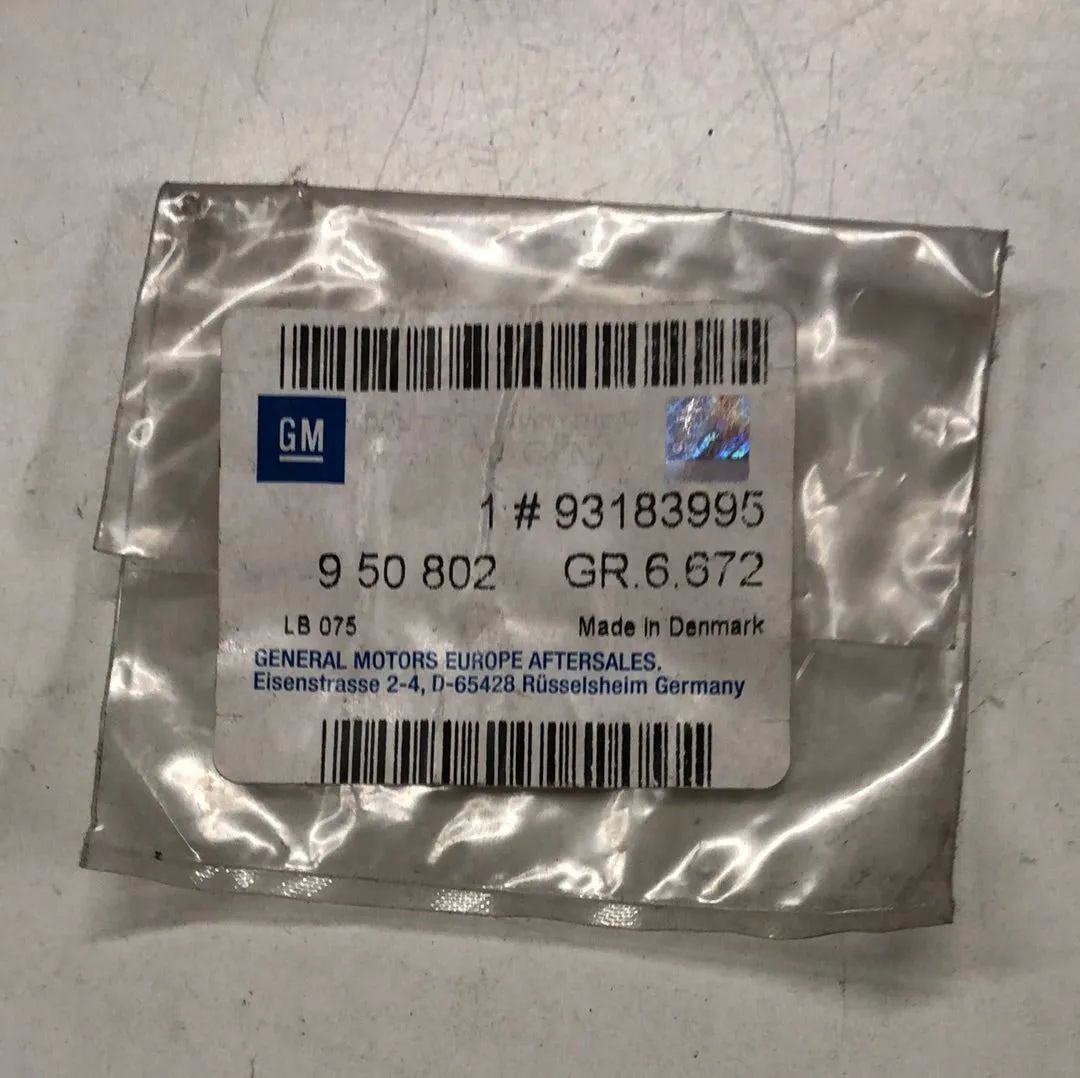 GM
1 # 93183995
9 50 802 GR.6.672
LB 075 Made in Denmark
GENERAL MOTORS EUROPE AFTERSALES.
Eisenstrasse 2-4, D-65428 Rüsselsheim Germany